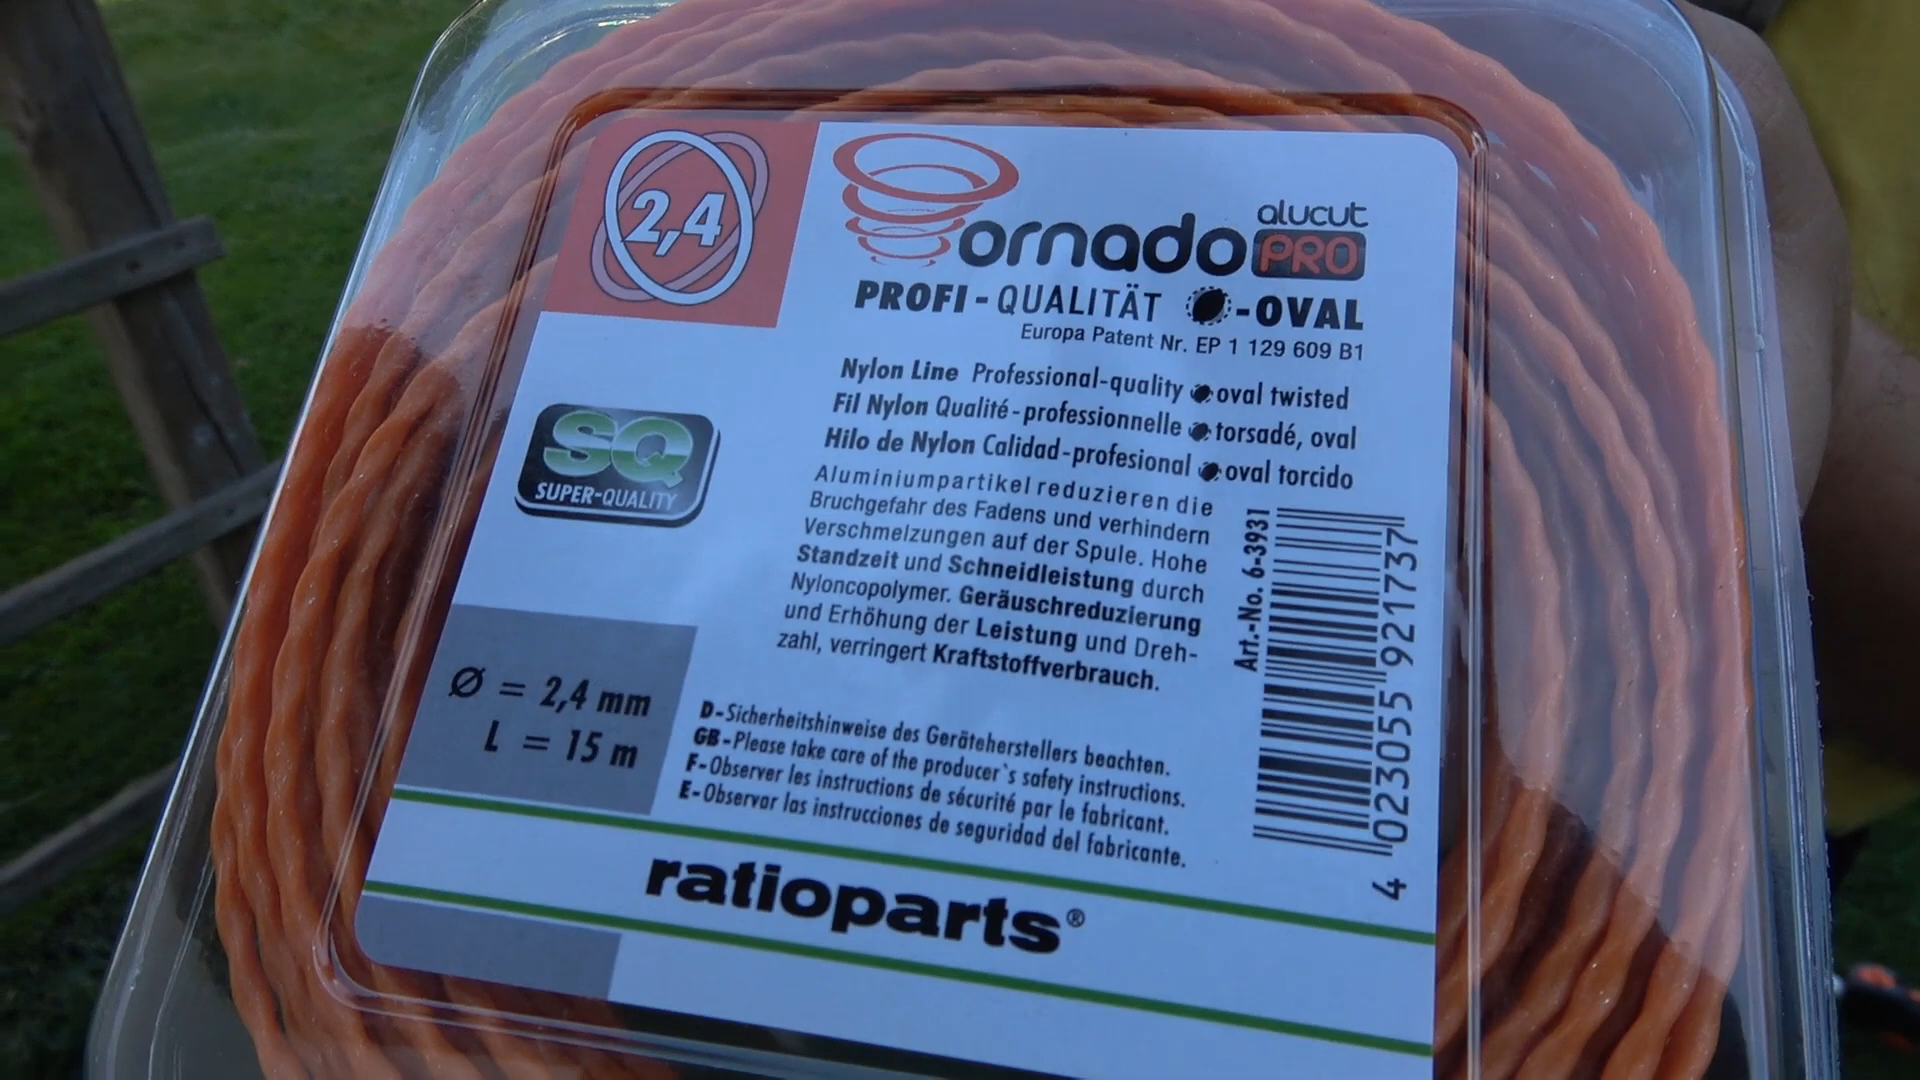 2,4
Tornado alucut PRO
PROFI - QUALITÄT -OVAL
Europa Patent Nr. EP 1 129 609 B1
Nylon Line Professional-quality oval twisted
Fil Nylon Qualité-professionnelle torsadé, oval
Hilo de Nylon Calidad-profesional oval torcido
SQ
SUPER-QUALITY
Aluminiumpartikel reduzieren die
Bruchgefahr des Fadens und verhindern
Verschmelzungen auf der Spule. Hohe
Standzeit und Schneidleistung durch
Nyloncopolymer. Geräuschreduzierung
und Erhöhung der Leistung und Dreh-
zahl, verringert Kraftstoffverbrauch.
Art.-No. 6-3931
4 023055 921737
Ø = 2,4 mm
L = 15 m
D-Sicherheitshinweise des Geräteherstellers beachten.
GB-Please take care of the producer`s safety instructions.
F-Observer les instructions de sécurité par le fabricant.
E-Observar las instrucciones de seguridad del fabricante.
ratioparts®